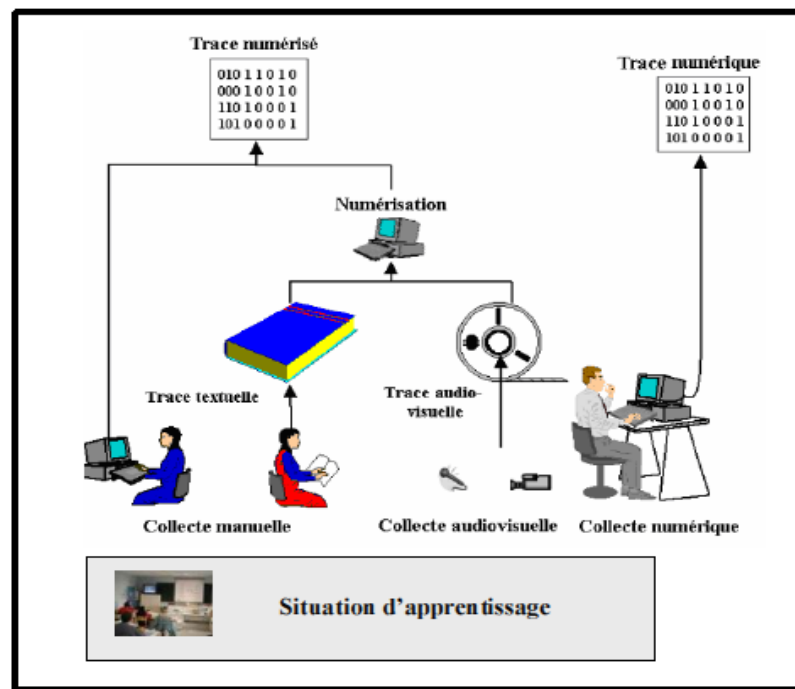 Trace numérisé
010 1 1 0 1 0
000 1 0 0 1 0
110 1 0 0 0 1
101 0 0 0 0 1
Trace numérique
010 1 1 0 1 0
000 1 0 0 1 0
110 1 0 0 0 1
101 0 0 0 0 1
Numérisation
Trace textuelle
Trace audio-
visuelle
Collecte manuelle
Collecte audiovisuelle
Collecte numérique
Situation d'apprentissage